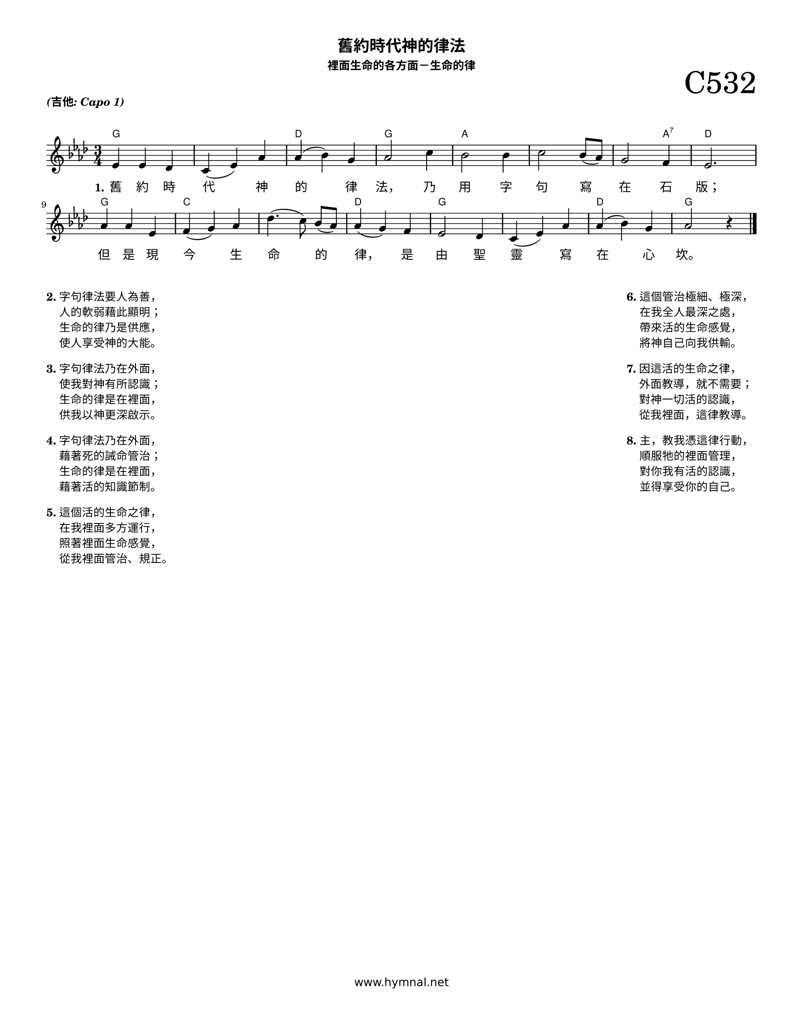 舊約時代神的律法
裡面生命的各方面－生命的律
C532
(吉他: Capo 1)
G D G A A7 D
1. 舊 約 時 代 神 的 律 法， 乃 用 字 句 寫 在 石 版；
9
G C D G D G
但 是 現 今 生 命 的 律， 是 由 聖 靈 寫 在 心 坎。
2. 字句律法要人為善，
人的軟弱藉此顯明；
生命的律乃是供應，
使人享受神的大能。
3. 字句律法乃在外面，
使我對神有所認識；
生命的律是在裡面，
供我以神更深啟示。
4. 字句律法乃在外面，
藉著死的誡命管治；
生命的律是在裡面，
藉著活的知識節制。
5. 這個活的生命之律，
在我裡面多方運行，
照著裡面生命感覺，
從我裡面管治、規正。
6. 這個管治極細、極深，
在我全人最深之處，
帶來活的生命感覺，
將神自己向我供輸。
7. 因這活的生命之律，
外面教導，就不需要；
對神一切活的認識，
從我裡面，這律教導。
8. 主，教我憑這律行動，
順服牠的裡面管理，
對你我有活的認識，
並得享受你的自己。
www.hymnal.net